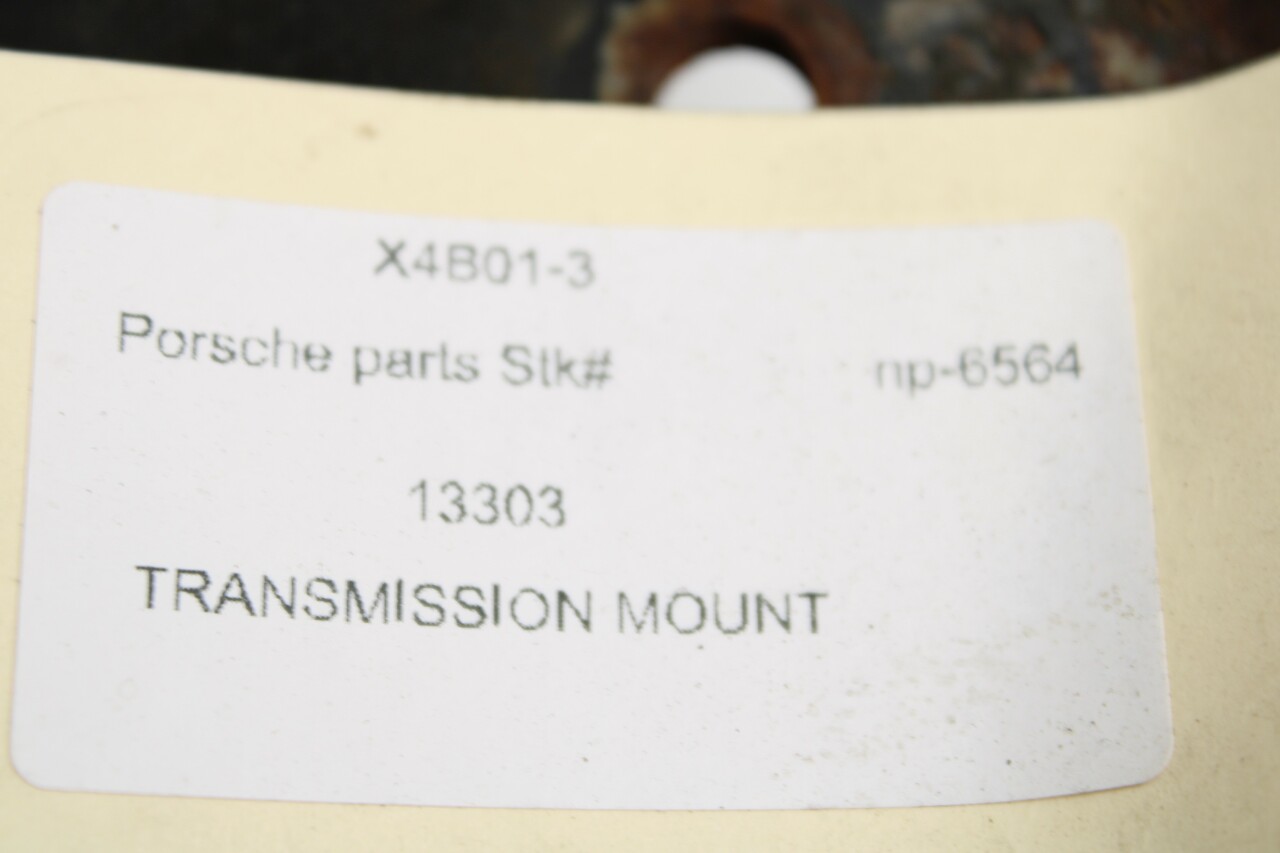 X4B01-3
Porsche parts Stk# np-6564
13303
TRANSMISSION MOUNT